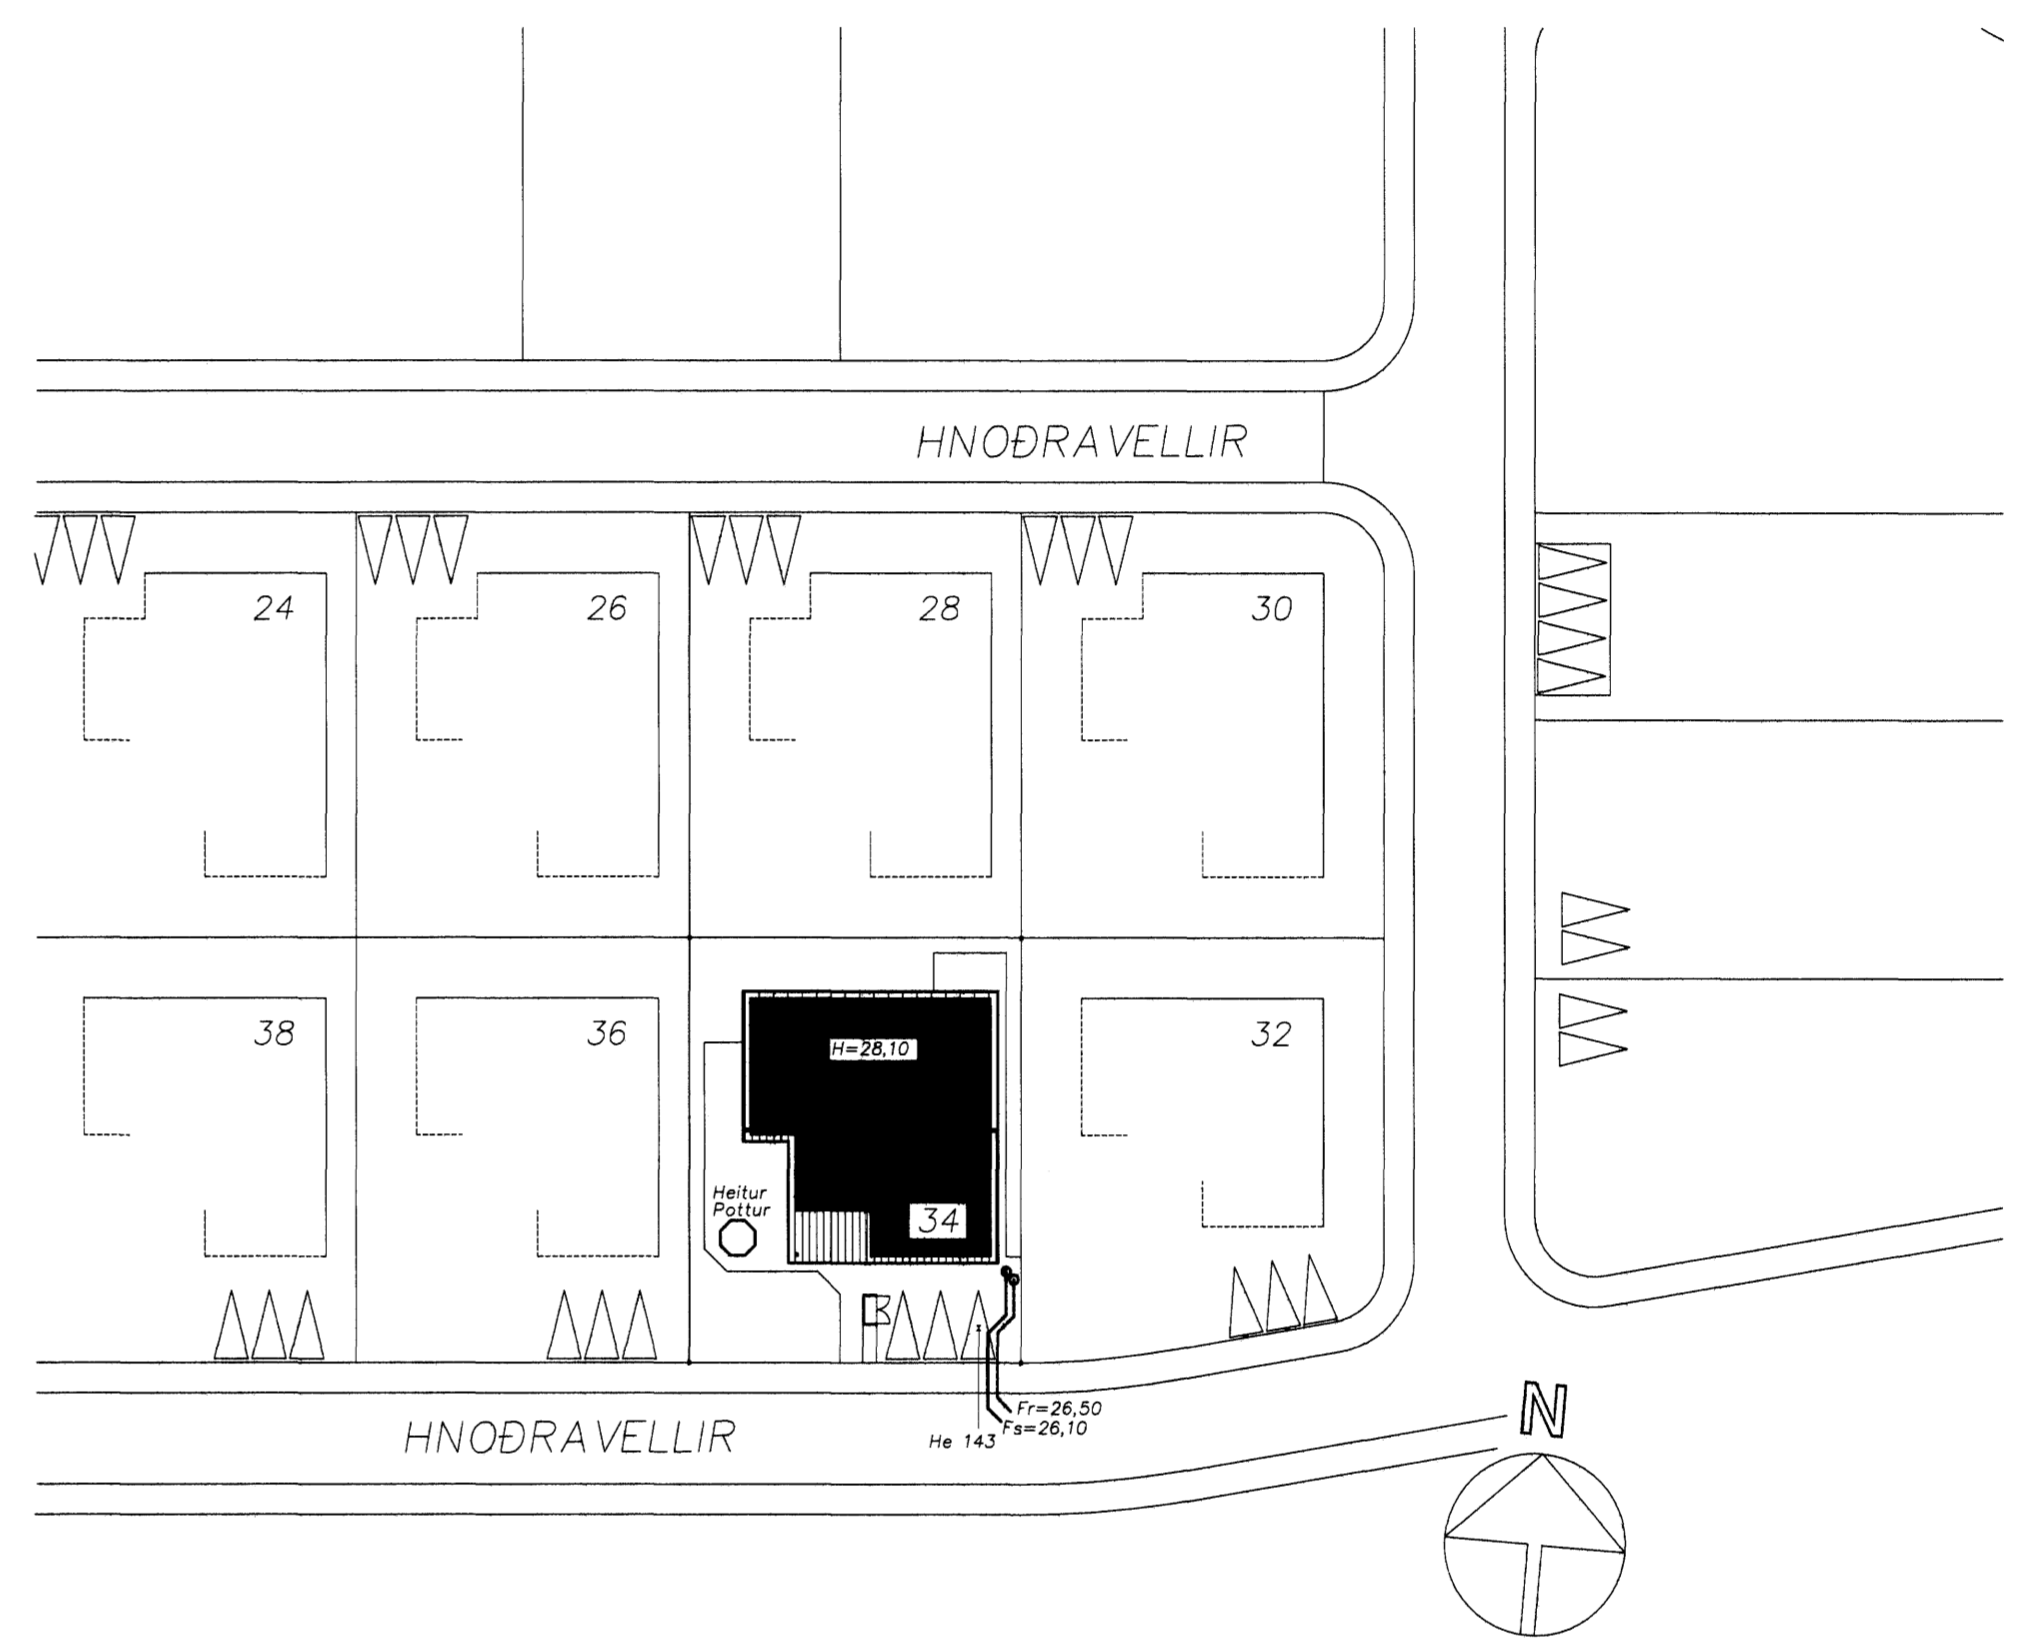 HNOÐRAVELLIR
24
26
28
30
38
36
H=28,10
32
Heitur
Pottur
34
Fr=26,50
Fs=26,10
He 143
HNOÐRAVELLIR
N